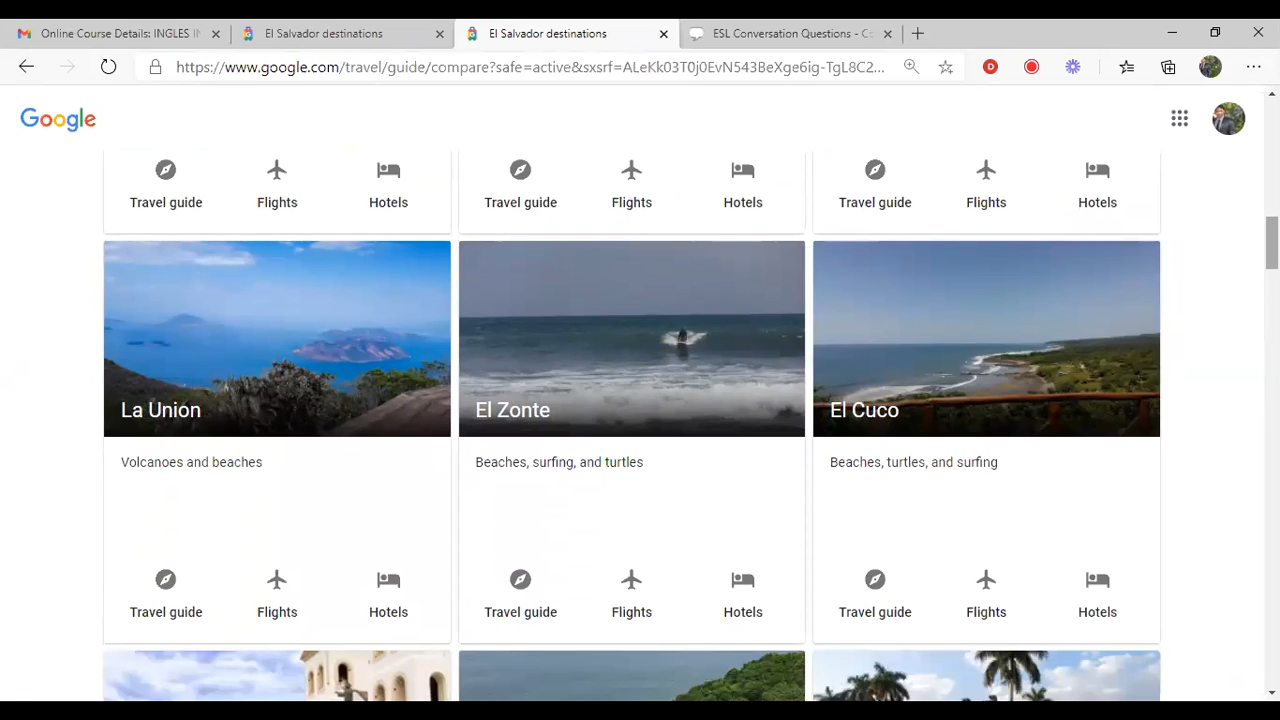 Online Course Details: INGLES IN
El Salvador destinations
El Salvador destinations
ESL Conversation Questions - Co
https://www.google.com/travel/guide/compare?safe=active&sxsrf=ALeKk03T0j0EvN543BeXge6ig-TgL8C2...
D
Google
Travel guide Flights Hotels
Travel guide Flights Hotels
Travel guide Flights Hotels
La Union
El Zonte
El Cuco
Volcanoes and beaches
Beaches, surfing, and turtles
Beaches, turtles, and surfing
Travel guide Flights Hotels
Travel guide Flights Hotels
Travel guide Flights Hotels